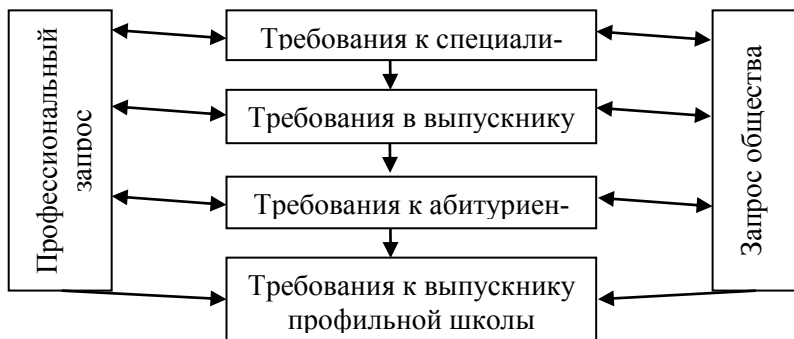 Профессиональный
запрос
Требования к специали-
Требования в выпускнику
Требования к абитуриен-
Требования к выпускнику
профильной школы
Запрос общества